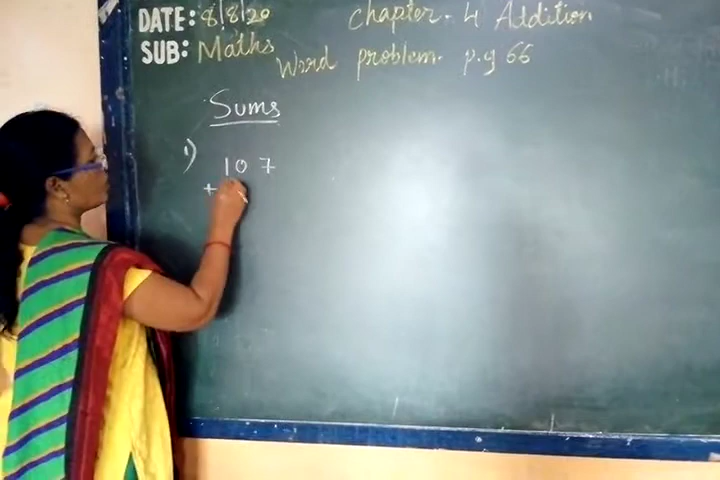 DATE: 8/8/20 Chapter - 4 Addition
SUB: Maths Word problem - p.g 66
Sums
1) 107
+